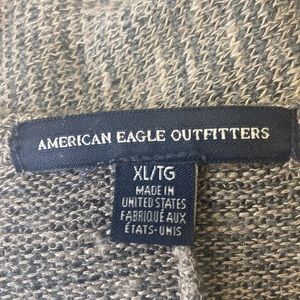 AMERICAN EAGLE OUTFITTERS
XL/TG
MADE IN
UNITED STATES
FABRIQUÉ AUX
ÉTATS-UNIS